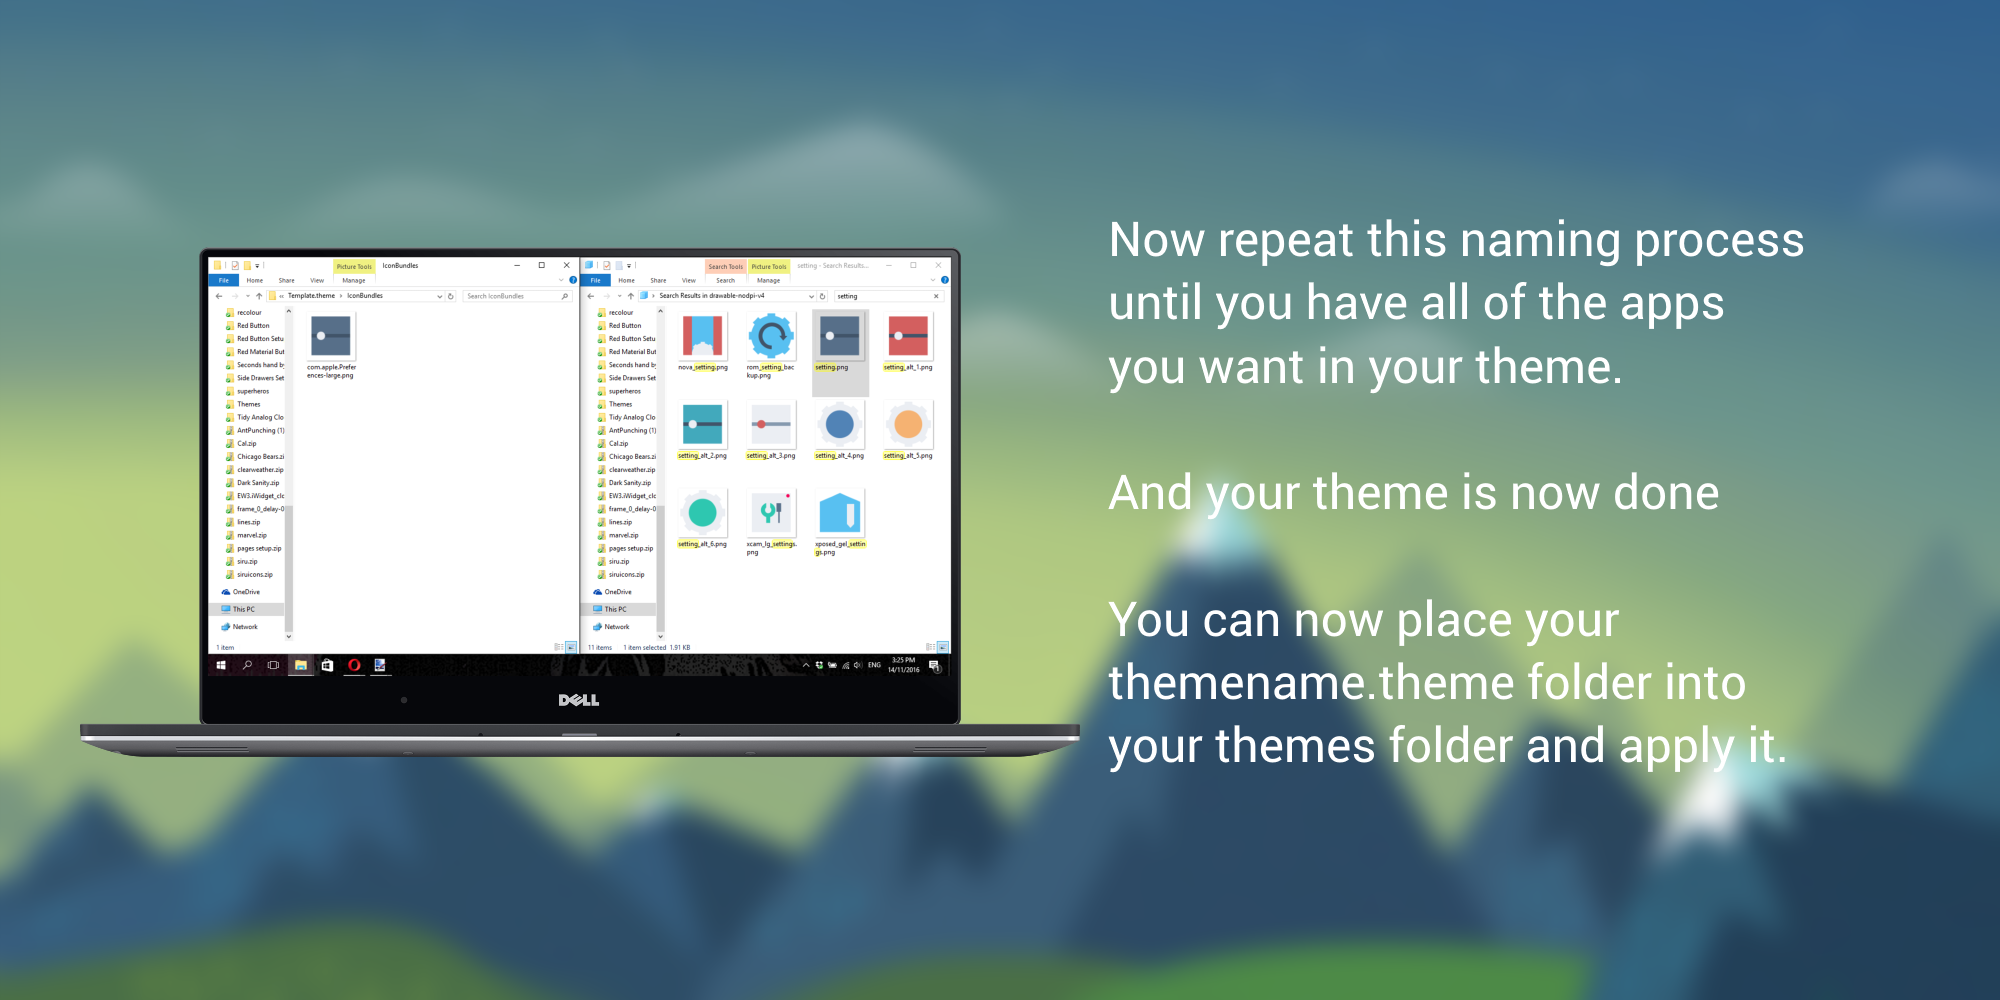 Now repeat this naming process
until you have all of the apps
you want in your theme.
And your theme is now done
You can now place your
themename.theme folder into
your themes folder and apply it.
Picture Tools IconBundles
File Home Share View Manage
Template.theme > IconBundles
Search IconBundles
recolour
Red Button
Red Button Setu
Red Material But
Seconds hand by
Side Drawers Set
superheros
Themes
Tidy Analog Clo
AntPunching (1)
Cal.zip
Chicago Bears.zi
clearweather.zip
Dark Sanity.zip
EW3.iWidget_clc
frame_0_delay-0
lines.zip
marvel.zip
pages setup.zip
siru.zip
siruicons.zip
OneDrive
This PC
Network
1 item
com.apple.Prefer
ences-large.png
Search Tools Picture Tools setting - Search Results...
File Home Share View Search Manage
Search Results in drawable-nodpi-v4
setting
recolour
Red Button
Red Button Setu
Red Material But
Seconds hand by
Side Drawers Set
superheros
Themes
Tidy Analog Clo
AntPunching (1)
Cal.zip
Chicago Bears.zi
clearweather.zip
Dark Sanity.zip
EW3.iWidget_clc
frame_0_delay-0
lines.zip
marvel.zip
pages setup.zip
siru.zip
siruicons.zip
OneDrive
This PC
Network
nova_setting.png
rom_setting_bac
kup.png
setting.png
setting_alt_1.png
setting_alt_2.png
setting_alt_3.png
setting_alt_4.png
setting_alt_5.png
setting_alt_6.png
xcam_lg_settings.
png
xposed_gel_settin
gs.png
11 items 1 item selected 1.91 KB
ENG
3:25 PM
14/11/2016
DELL